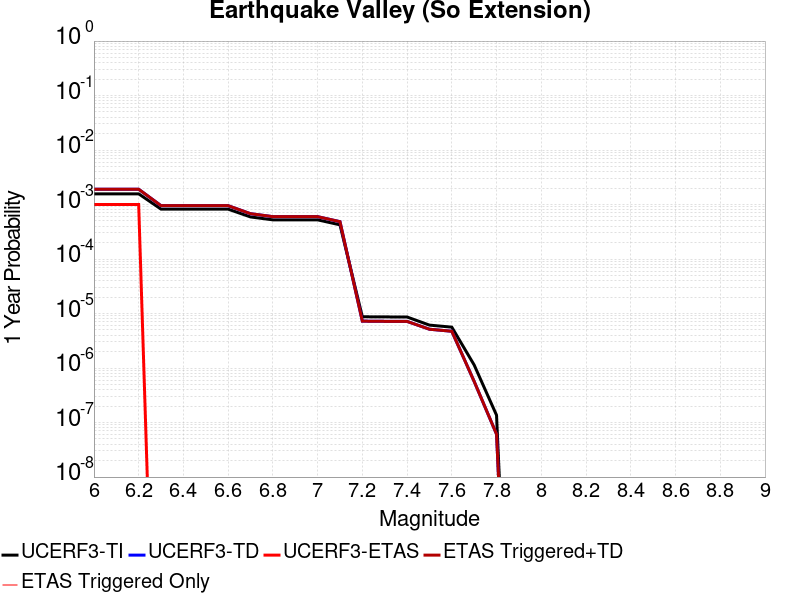 Earthquake Valley (So Extension)
10^0
10^-1
10^-2
10^-3
10^-4
10^-5
10^-6
10^-7
10^-8
1 Year Probability
6 6.2 6.4 6.6 6.8 7 7.2 7.4 7.6 7.8 8 8.2 8.4 8.6 8.8 9
Magnitude
UCERF3-TI UCERF3-TD UCERF3-ETAS ETAS Triggered+TD
ETAS Triggered Only